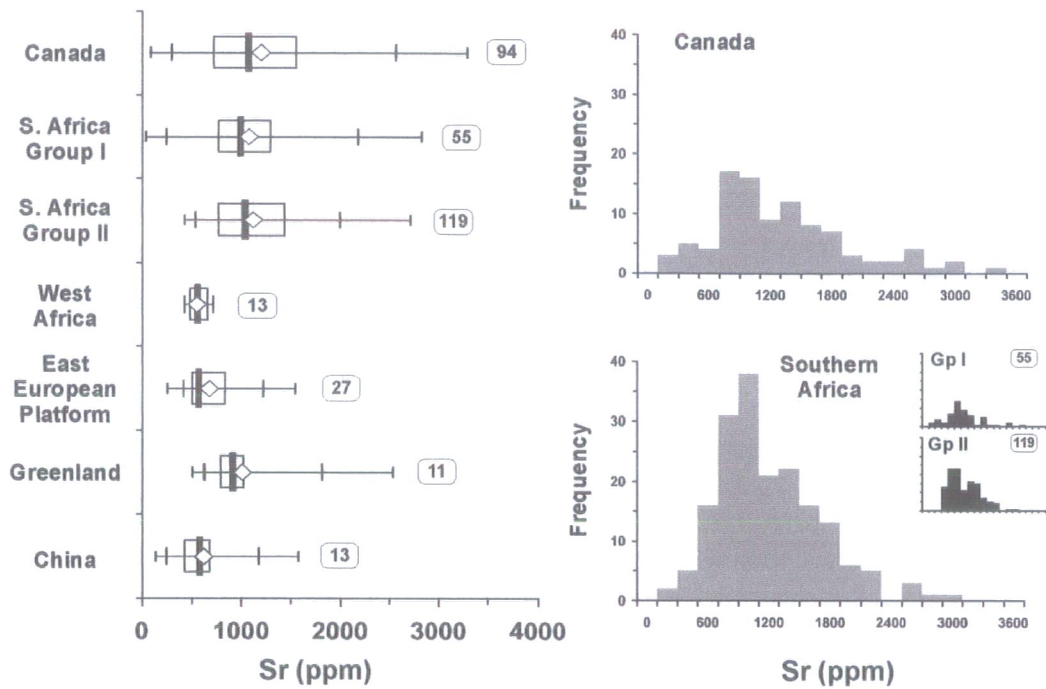 Canada
94
S. Africa
Group I
55
S. Africa
Group II
119
West
Africa
13
East
European
Platform
27
Greenland
11
China
13
0 1000 2000 3000 4000
Sr (ppm)
Canada
Frequency
40
30
20
10
0
0 600 1200 1800 2400 3000 3600
Southern
Africa
Frequency
40
30
20
10
0
0 600 1200 1800 2400 3000 3600
Sr (ppm)
Gp I 55
Gp II 119